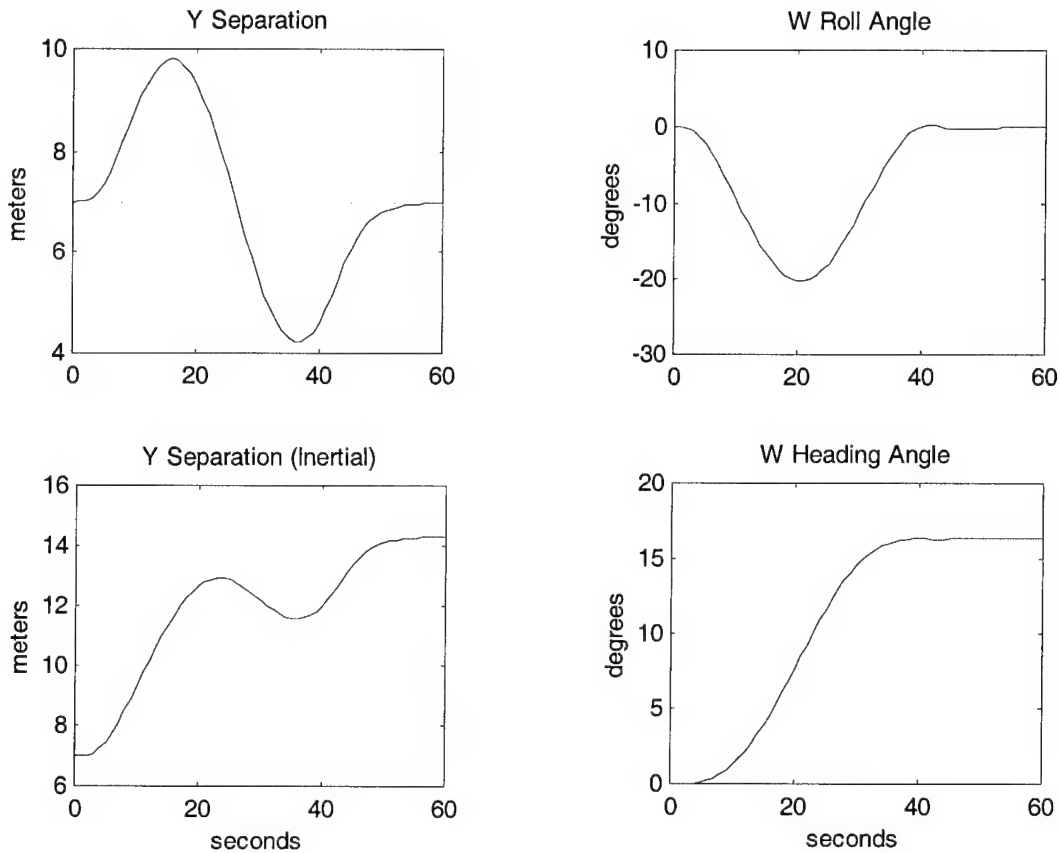 Y Separation
10
8
6
4
meters
0 20 40 60
W Roll Angle
10
0
-10
-20
-30
degrees
0 20 40 60
Y Separation (Inertial)
16
14
12
10
8
6
meters
0 20 40 60
seconds
W Heading Angle
20
15
10
5
0
degrees
0 20 40 60
seconds